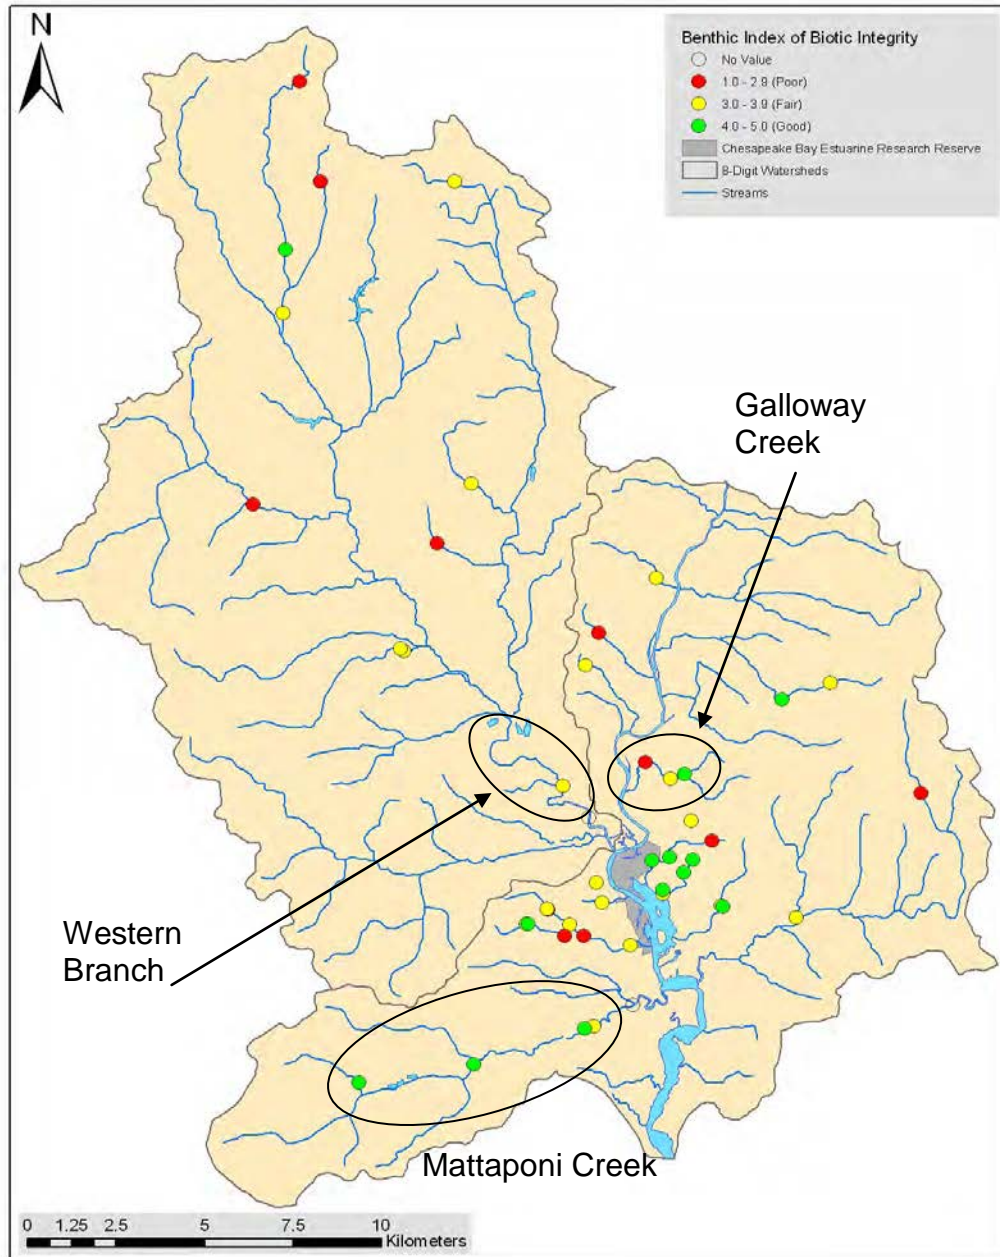 N
Benthic Index of Biotic Integrity
No Value
1.0 - 2.9 (Poor)
3.0 - 3.9 (Fair)
4.0 - 5.0 (Good)
Chesapeake Bay Estuarine Research Reserve
8-Digit Watersheds
Streams
Galloway
Creek
Western
Branch
Mattaponi Creek
0 1.25 2.5 5 7.5 10
Kilometers